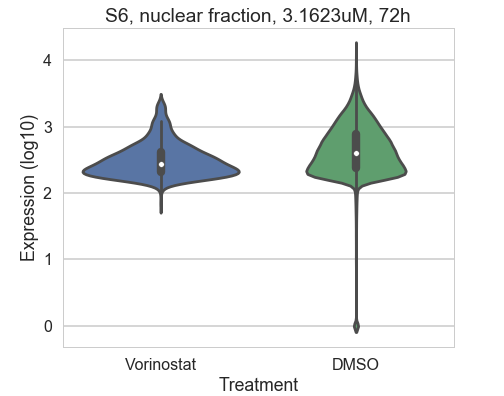 S6, nuclear fraction, 3.1623uM, 72h
Expression (log10)
4
3
2
1
0
Vorinostat
DMSO
Treatment